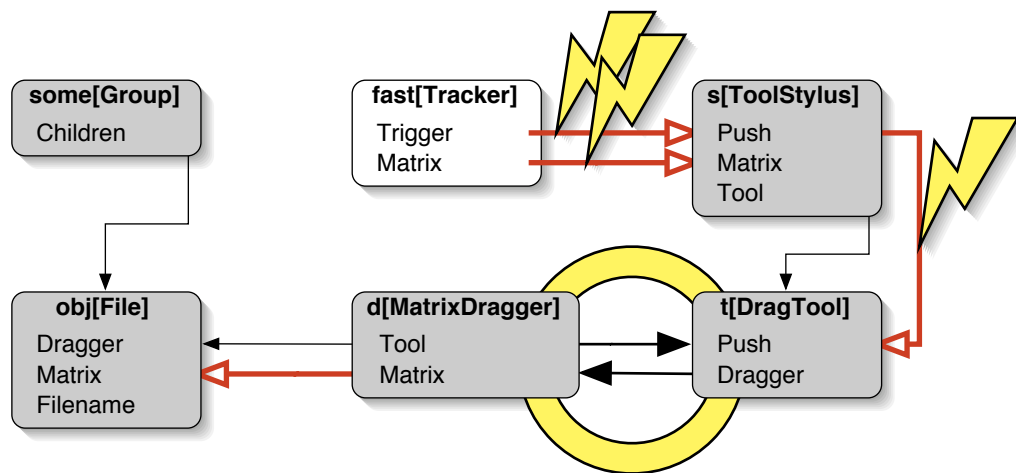 some[Group]
Children
fast[Tracker]
Trigger
Matrix
s[ToolStylus]
Push
Matrix
Tool
obj[File]
Dragger
Matrix
Filename
d[MatrixDragger]
Tool
Matrix
t[DragTool]
Push
Dragger